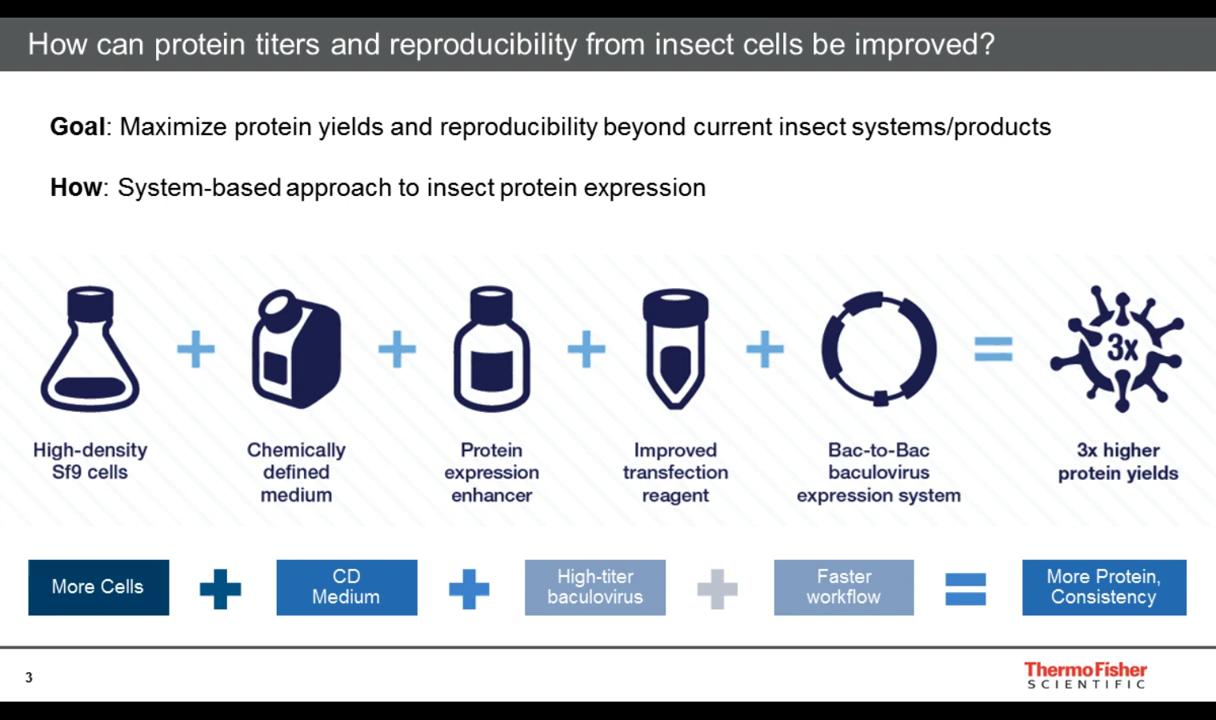 How can protein titers and reproducibility from insect cells be improved?
Goal: Maximize protein yields and reproducibility beyond current insect systems/products
How: System-based approach to insect protein expression
+ + + + = 3x
High-density
Sf9 cells
Chemically
defined
medium
Protein
expression
enhancer
Improved
transfection
reagent
Bac-to-Bac
baculovirus
expression system
3x higher
protein yields
More Cells
+
CD
Medium
+
High-titer
baculovirus
+
Faster
workflow
=
More Protein,
Consistency
3
ThermoFisher
SCIENTIFIC